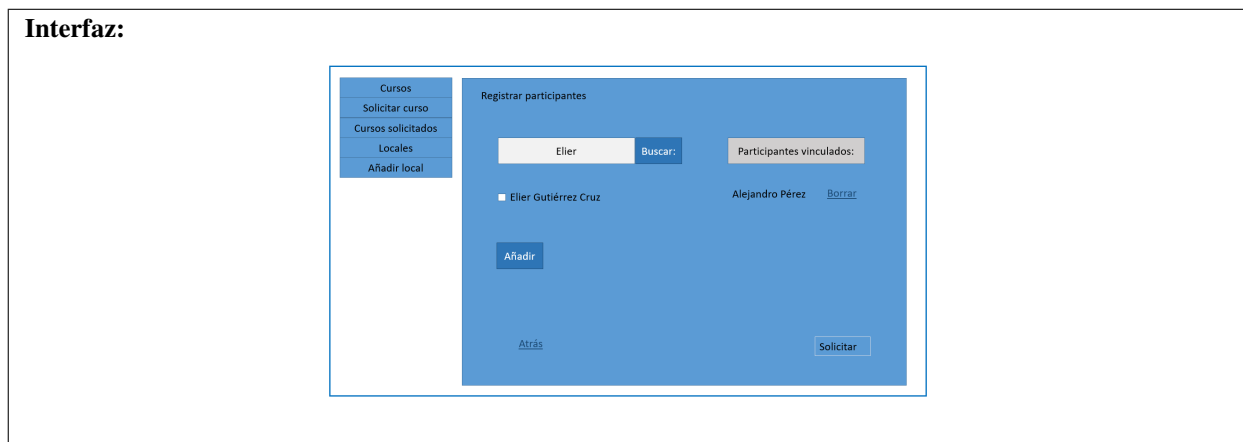 Interfaz:
Cursos
Solicitar curso
Cursos solicitados
Locales
Añadir local
Registrar participantes
Elier
Buscar:
Participantes vinculados:
Elier Gutiérrez Cruz
Alejandro Pérez
Borrar
Añadir
Atrás
Solicitar